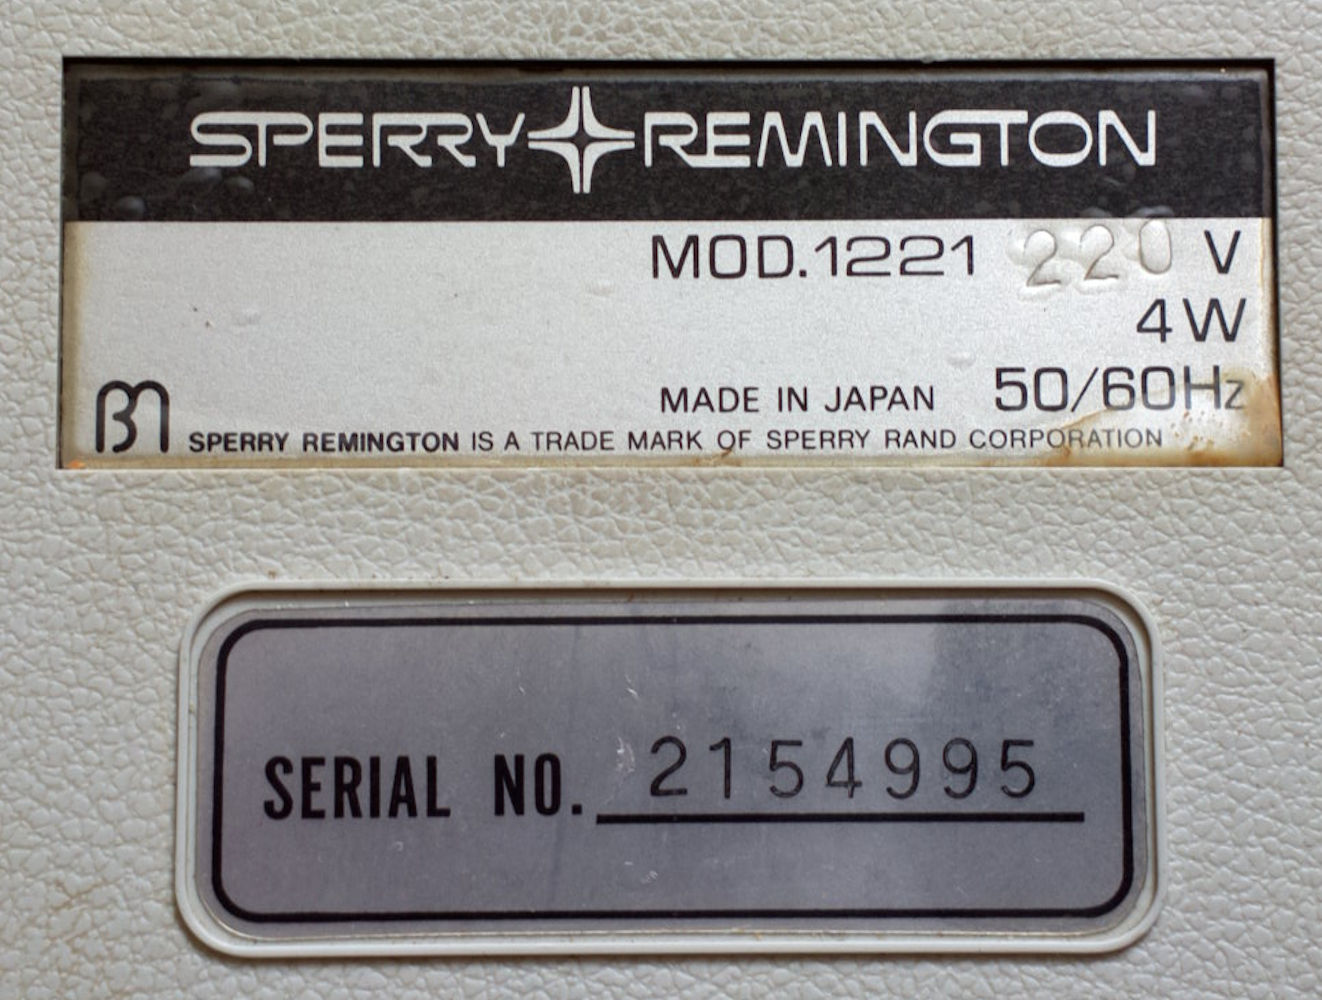 SPERRY REMINGTON
MOD.1221 220 V
4W
MADE IN JAPAN 50/60Hz
SPERRY REMINGTON IS A TRADE MARK OF SPERRY RAND CORPORATION
SERIAL NO. 2154995